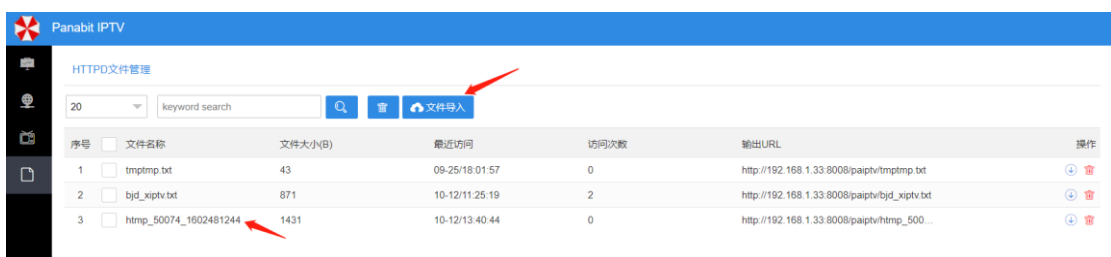 Panabit IPTV
HTTPD文件管理
20 keyword search 文件导入
序号 文件名称 文件大小(B) 最近访问 访问次数 输出URL 操作
1 tmptmp.txt 43 09-25/18:01:57 0 http://192.168.1.33:8008/paiptv/tmptmp.txt
2 bjd_xiptv.txt 871 10-12/11:25:19 2 http://192.168.1.33:8008/paiptv/bjd_xiptv.txt
3 htmp_50074_1602481244 1431 10-12/13:40:44 0 http://192.168.1.33:8008/paiptv/htmp_500...